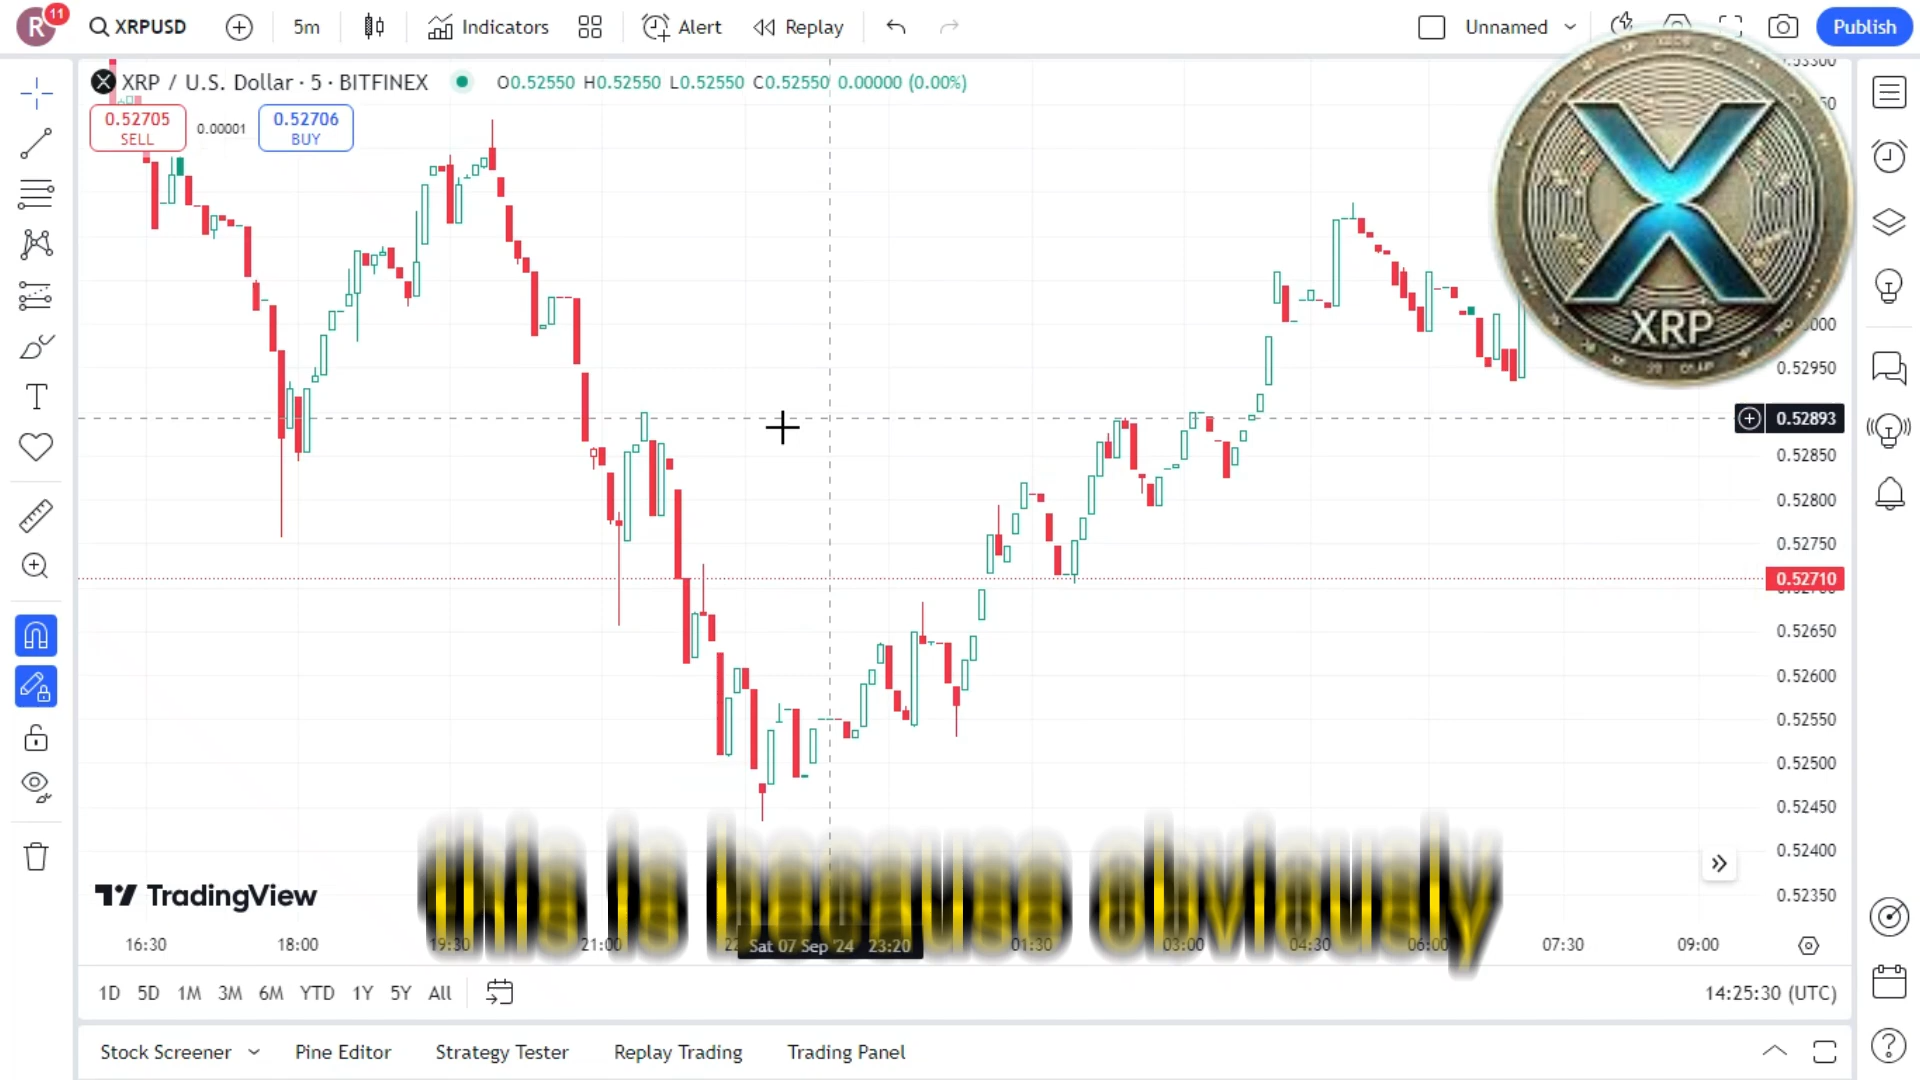 R 11 XRPUSD 5m Indicators Alert Replay Unnamed Publish
XRP / U.S. Dollar · 5 · BITFINEX O0.52550 H0.52550 L0.52550 C0.52550 0.00000 (0.00%)
0.52705 SELL 0.00001 0.52706 BUY
XRP
0.52950
0.52893
0.52850
0.52800
0.52750
0.52710
0.52650
0.52600
0.52550
0.52500
0.52450
0.52400
0.52350
this is because obviously
TradingView
16:30 18:00 19:30 21:00 Sat 07 Sep '24 23:20 01:30 03:00 04:30 06:00 07:30 09:00
1D 5D 1M 3M 6M YTD 1Y 5Y All 14:25:30 (UTC)
Stock Screener Pine Editor Strategy Tester Replay Trading Trading Panel